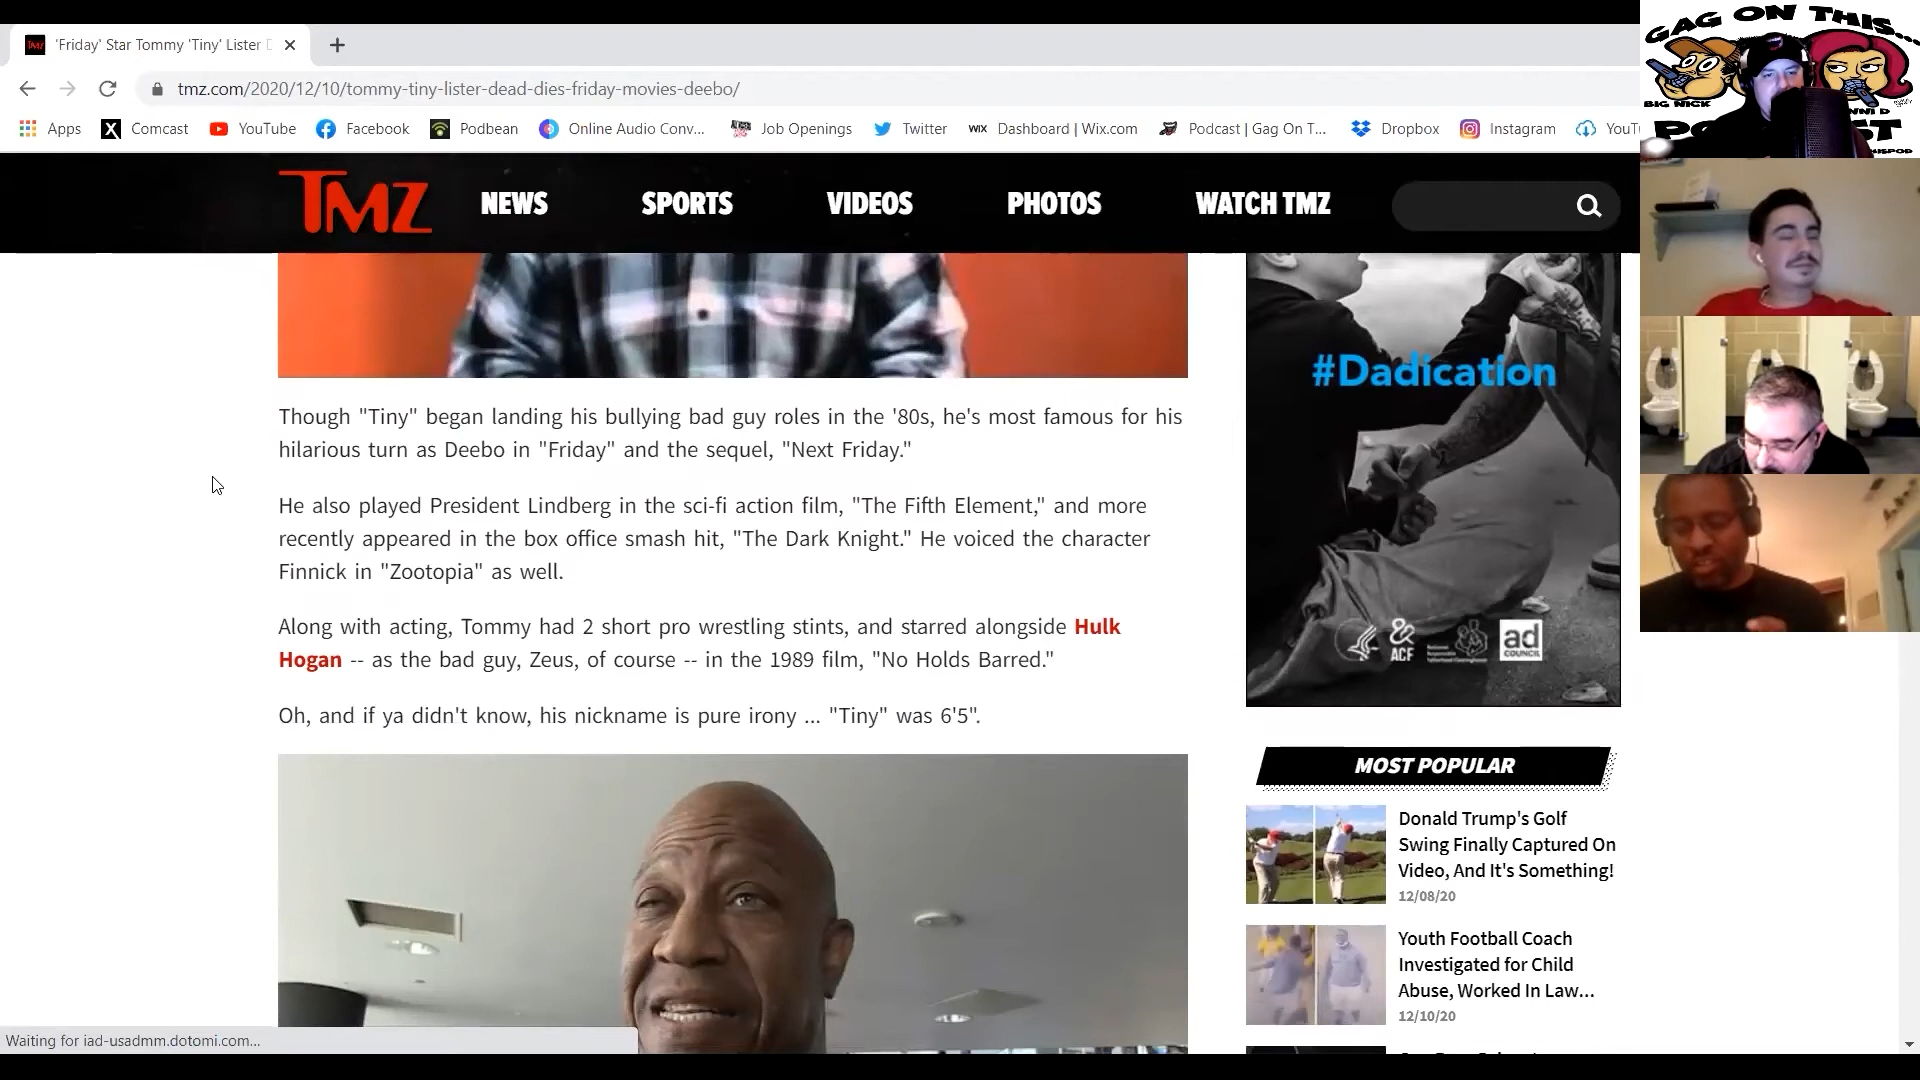 'Friday' Star Tommy 'Tiny' Lister
tmz.com/2020/12/10/tommy-tiny-lister-dead-dies-friday-movies-deebo/
Apps Comcast YouTube Facebook Podbean Online Audio Conv... Job Openings Twitter WIX Dashboard | Wix.com Podcast | Gag On T... Dropbox Instagram YouT
GAG ON THIS...
BIG NICK
TMZ NEWS SPORTS VIDEOS PHOTOS WATCH TMZ
#Dadication
Though "Tiny" began landing his bullying bad guy roles in the '80s, he's most famous for his
hilarious turn as Deebo in "Friday" and the sequel, "Next Friday."
He also played President Lindberg in the sci-fi action film, "The Fifth Element," and more
recently appeared in the box office smash hit, "The Dark Knight." He voiced the character
Finnick in "Zootopia" as well.
Along with acting, Tommy had 2 short pro wrestling stints, and starred alongside Hulk
Hogan -- as the bad guy, Zeus, of course -- in the 1989 film, "No Holds Barred."
Oh, and if ya didn't know, his nickname is pure irony ... "Tiny" was 6'5".
ACF
ad
COUNCIL
MOST POPULAR
Donald Trump's Golf
Swing Finally Captured On
Video, And It's Something!
12/08/20
Youth Football Coach
Investigated for Child
Abuse, Worked In Law...
12/10/20
Waiting for iad-usadmm.dotomi.com...